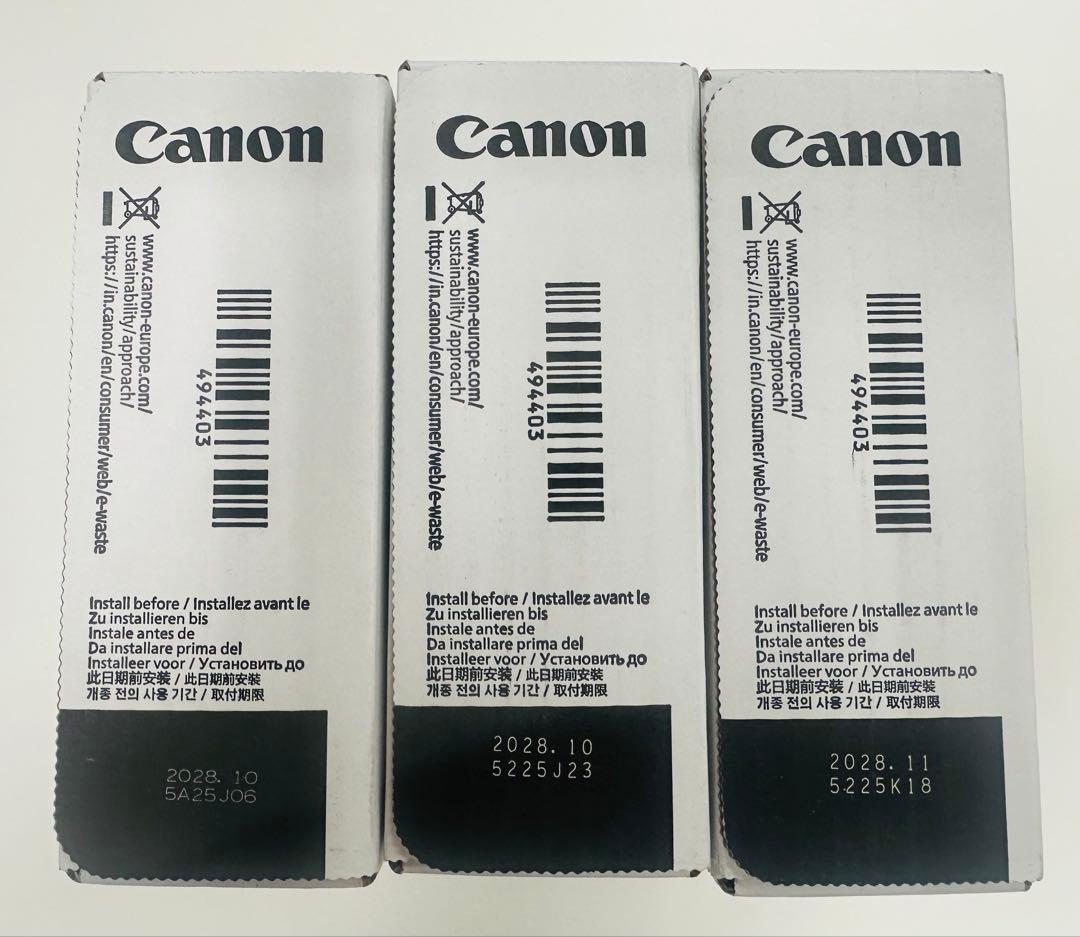 Canon
www.canon-europe.com/
sustainability/approach/
https://in.canon/en/consumer/web/e-waste
494403
Install before / Installez avant le
Zu installieren bis
Instale antes de
Da installare prima del
Installeer voor / Установить до
此日期前安裝 / 此日期前安装
개종 전의 사용 기간 / 取付期限
2028.10
5A25J06
Canon
www.canon-europe.com/
sustainability/approach/
https://in.canon/en/consumer/web/e-waste
494403
Install before / Installez avant le
Zu installieren bis
Instale antes de
Da installare prima del
Installeer voor / Установить до
此日期前安裝 / 此日期前安装
개종 전의 사용 기간 / 取付期限
2028.10
5225J23
Canon
www.canon-europe.com/
sustainability/approach/
https://in.canon/en/consumer/web/e-waste
494403
Install before / Installez avant le
Zu installieren bis
Instale antes de
Da installare prima del
Installeer voor / Установить до
此日期前安裝 / 此日期前安装
개종 전의 사용 기간 / 取付期限
2028.11
5225K18